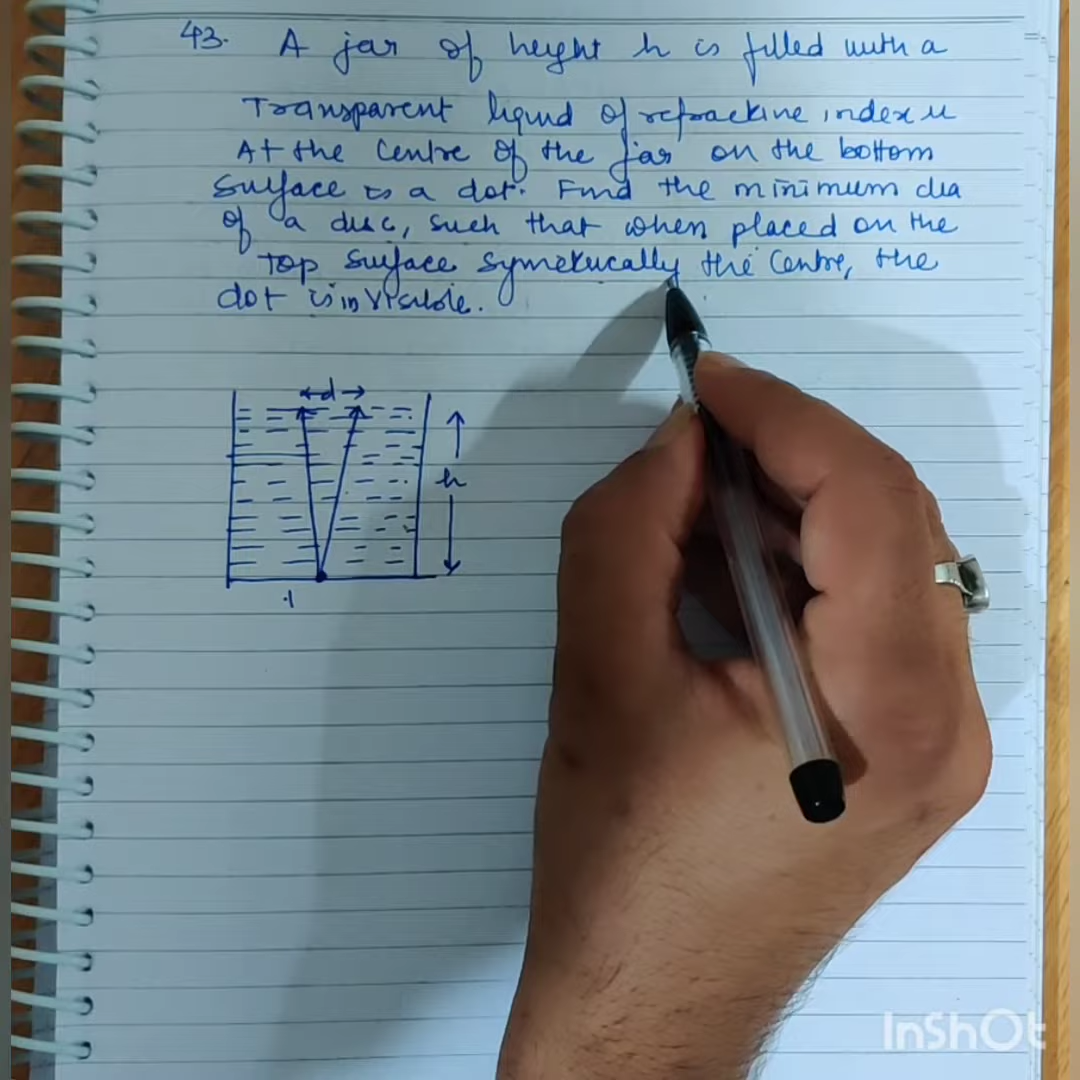 43. A jar of height h is filled with a
Transparent liquid of refrackive index u
At the Centre of the jar on the bottom
Surface is a dot. Find the minimum dia
of a disc, such that when placed on the
Top Surface symetrically the Centre, the
dot is invisible.
d
h
InShOt